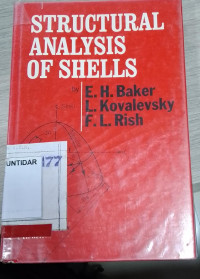 STRUCTURAL
ANALYSIS
OF SHELLS
E. H. Baker
L. Kovalevsky
F. L. Rish
UNTIDAR
177